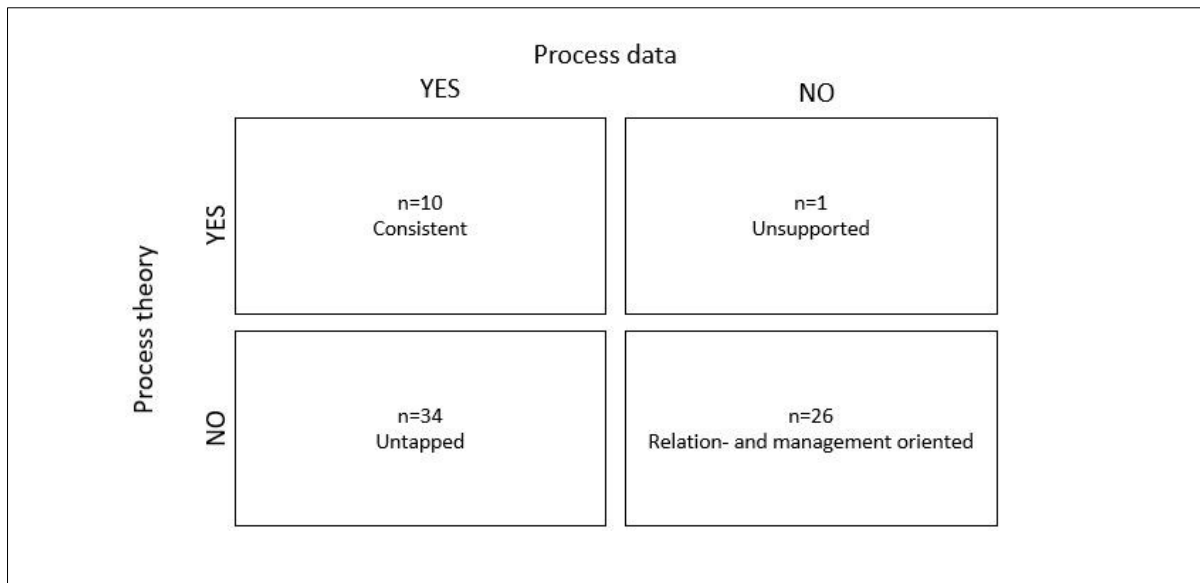 Process data
YES
NO
Process theory
YES
n=10
Consistent
n=1
Unsupported
NO
n=34
Untapped
n=26
Relation- and management oriented